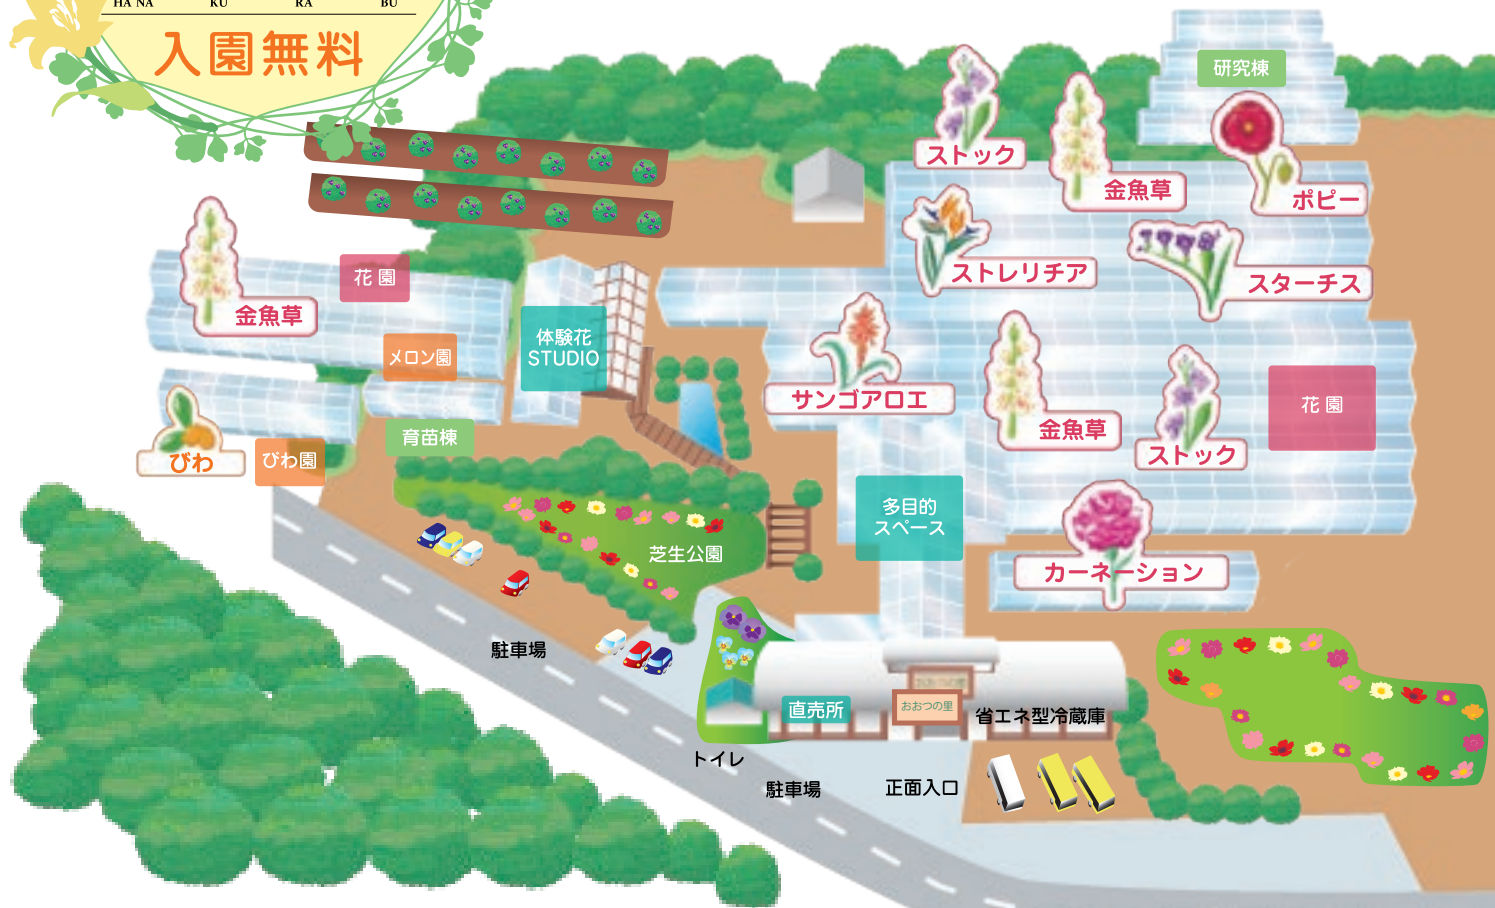 HA NA KU RA BU
入園無料
研究棟
ストック
金魚草
ポピー
ストレリチア
スターチス
花園
金魚草
メロン園
体験花
STUDIO
サンゴアロエ
金魚草
ストック
花園
育苗棟
びわ
びわ園
多目的
スペース
芝生公園
カーネーション
駐車場
直売所
おおつの里
おおつの里
省エネ型冷蔵庫
トイレ
駐車場
正面入口